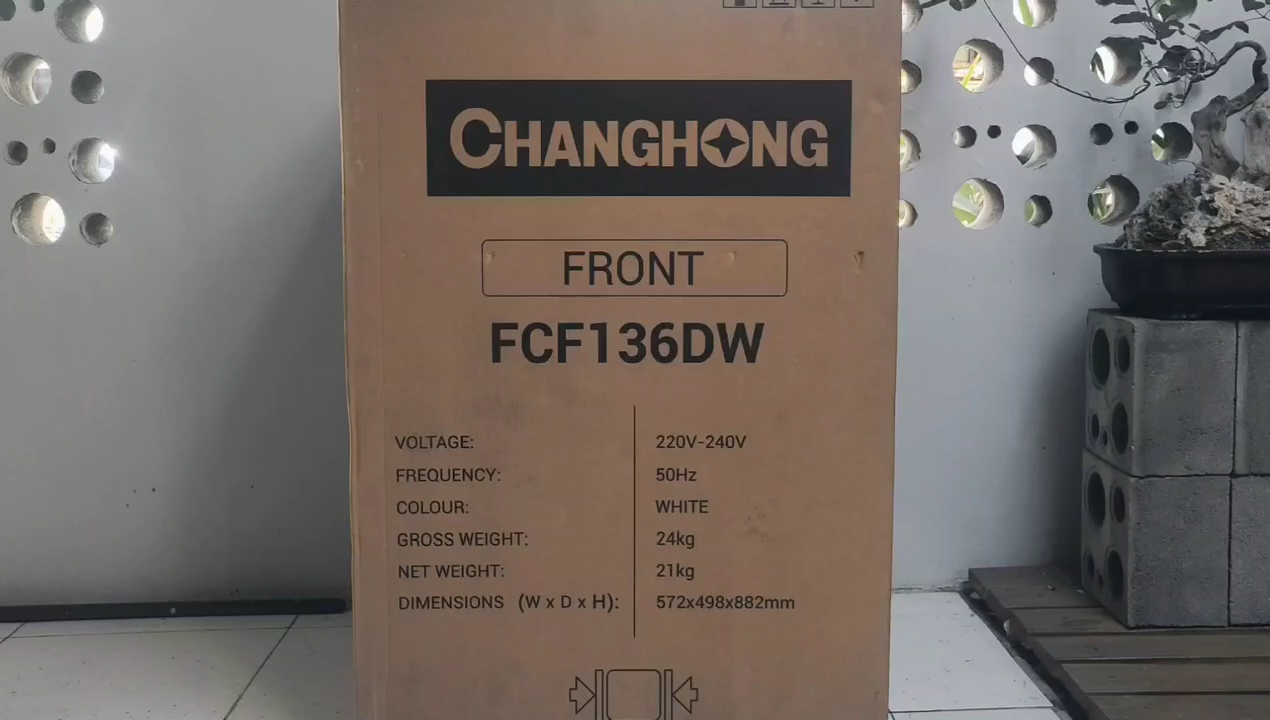 CHANGHONG
FRONT
FCF136DW
VOLTAGE: 220V-240V
FREQUENCY: 50Hz
COLOUR: WHITE
GROSS WEIGHT: 24kg
NET WEIGHT: 21kg
DIMENSIONS (W x D x H): 572x498x882mm